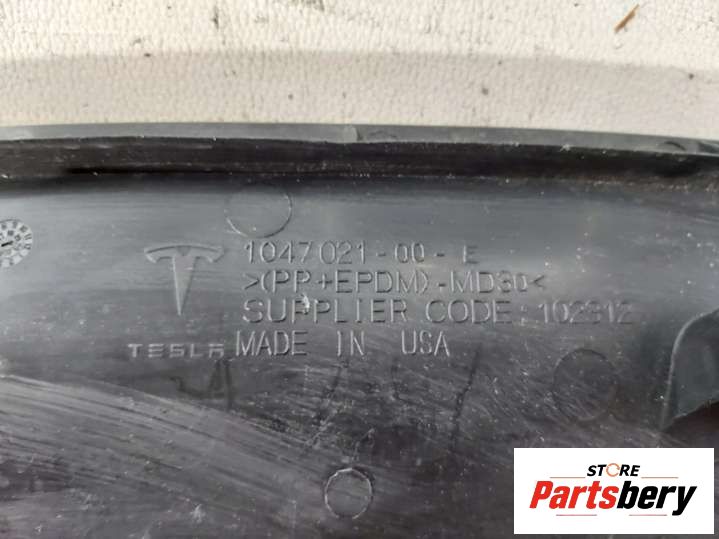 1047021-00-E
>(PP+EPDM)-MD30<
SUPPLIER CODE: 102312
TESLA MADE IN USA
STORE
Partsbery